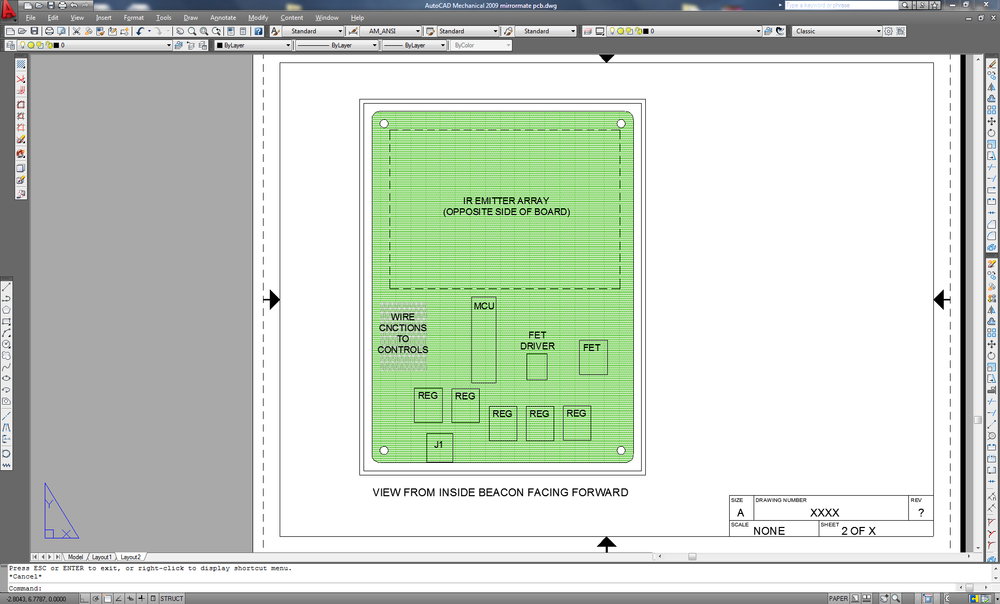 AutoCAD Mechanical 2009 mirrormate pcb.dwg
Type a keyword or phrase
File Edit View Insert Format Tools Draw Annotate Modify Content Window Help
Standard AM_ANSI Standard Standard 0 Classic
0 ByLayer ByLayer ByLayer ByColor
IR EMITTER ARRAY
(OPPOSITE SIDE OF BOARD)
MCU
WIRE
CNCTIONS
TO
CONTROLS
FET
DRIVER
FET
REG REG
REG REG REG
J1
VIEW FROM INSIDE BEACON FACING FORWARD
SIZE DRAWING NUMBER REV
A XXXX ?
SCALE SHEET
NONE 2 OF X
Y
X
Model Layout1 Layout2
Press ESC or ENTER to exit, or right-click to display shortcut menu.
*Cancel*
Command:
-2.8043, 6.7787, 0.0000 STRUCT PAPER